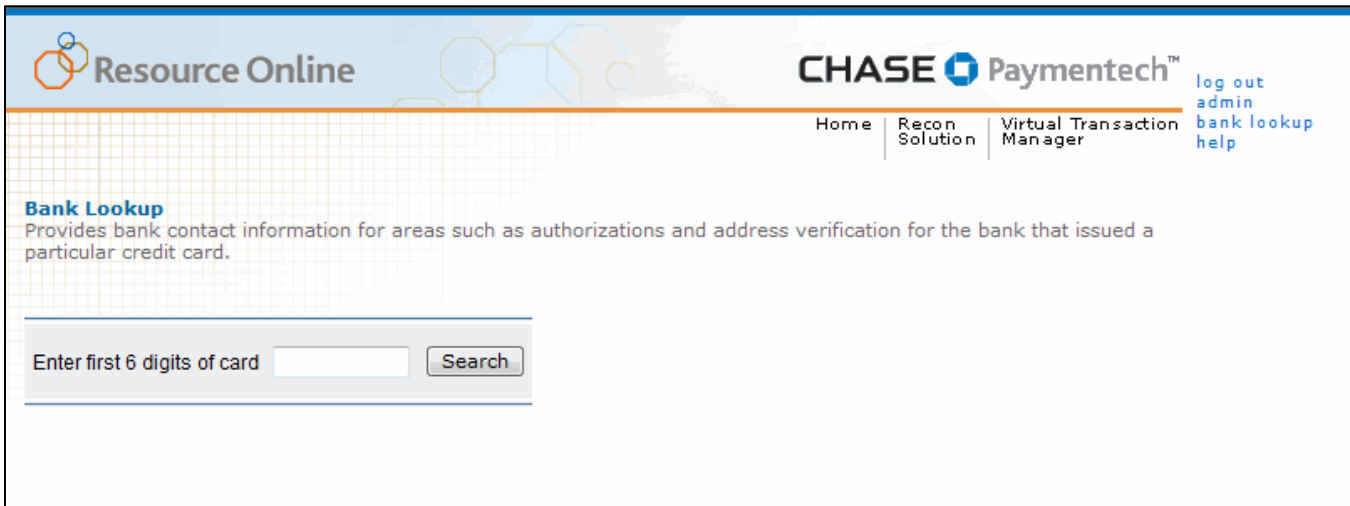 Resource Online
CHASE Paymentech™
log out
admin
bank lookup
help
Home
Recon
Solution
Virtual Transaction
Manager
Bank Lookup
Provides bank contact information for areas such as authorizations and address verification for the bank that issued a
particular credit card.
Enter first 6 digits of card
Search